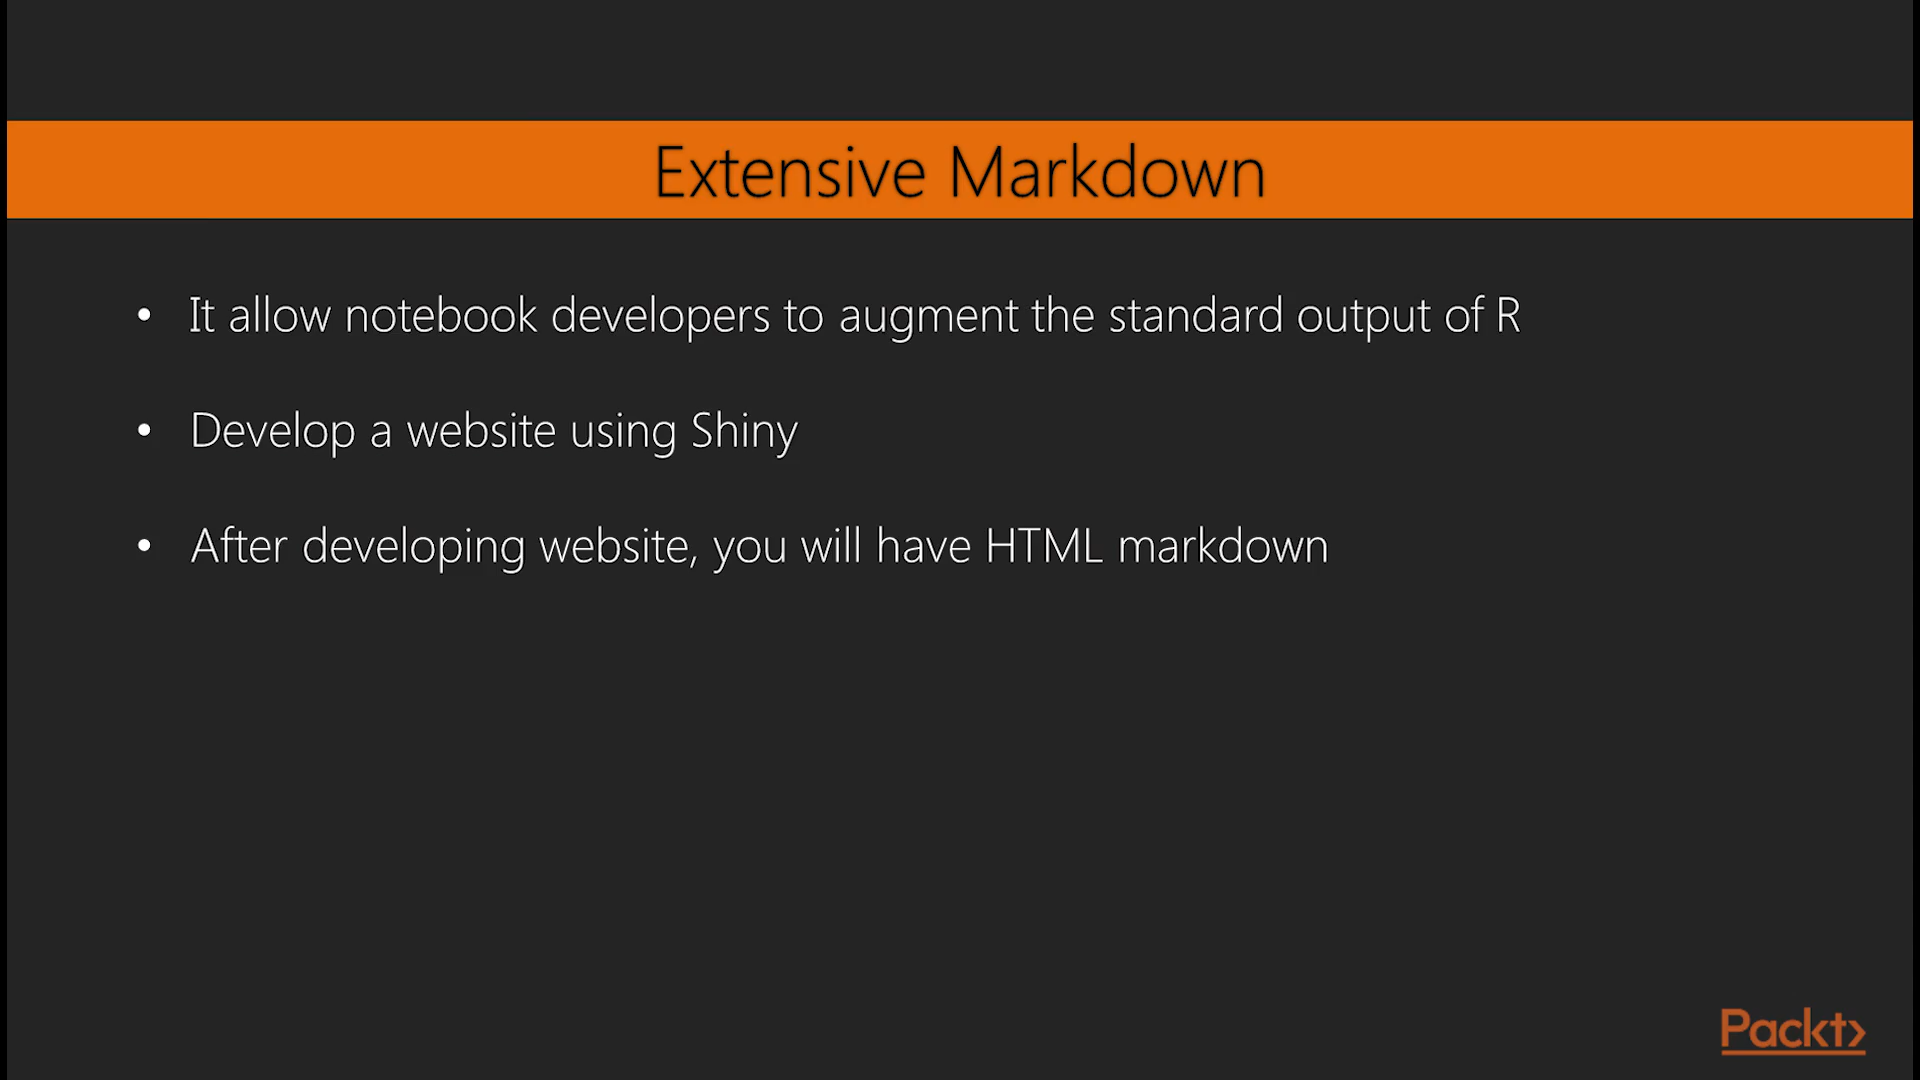 Extensive Markdown
• It allow notebook developers to augment the standard output of R
• Develop a website using Shiny
• After developing website, you will have HTML markdown
Packt>